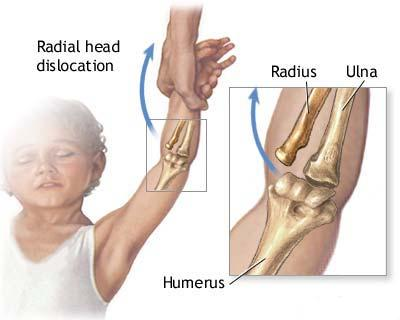 Radial head
dislocation
Radius
Ulna
Humerus